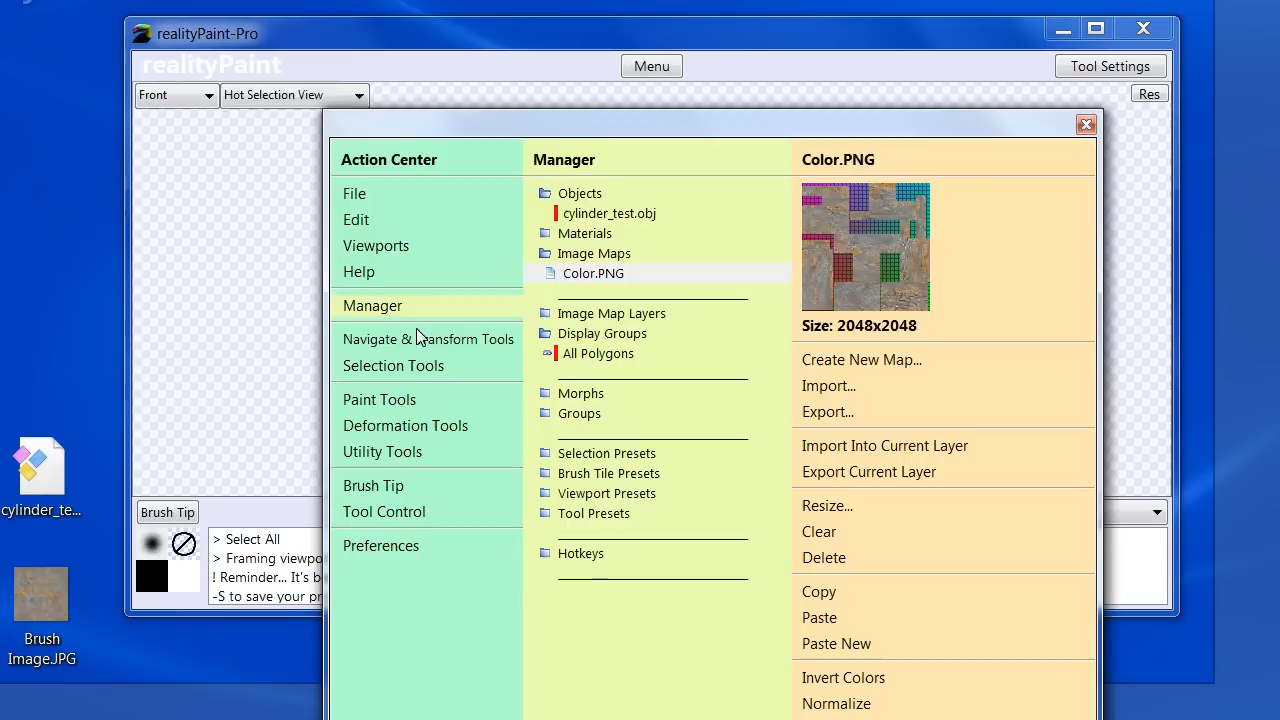 realityPaint-Pro
realityPaint
Menu
Tool Settings
Front
Hot Selection View
Res
Action Center
File
Edit
Viewports
Help
Manager
Navigate & Transform Tools
Selection Tools
Paint Tools
Deformation Tools
Utility Tools
Brush Tip
Tool Control
Preferences
Manager
Objects
cylinder_test.obj
Materials
Image Maps
Color.PNG
Image Map Layers
Display Groups
All Polygons
Morphs
Groups
Selection Presets
Brush Tile Presets
Viewport Presets
Tool Presets
Hotkeys
Color.PNG
Size: 2048x2048
Create New Map...
Import...
Export...
Import Into Current Layer
Export Current Layer
Resize...
Clear
Delete
Copy
Paste
Paste New
Invert Colors
Normalize
Brush Tip
> Select All
> Framing viewpo
! Reminder... It's b
-S to save your pr
cylinder_te...
Brush
Image.JPG